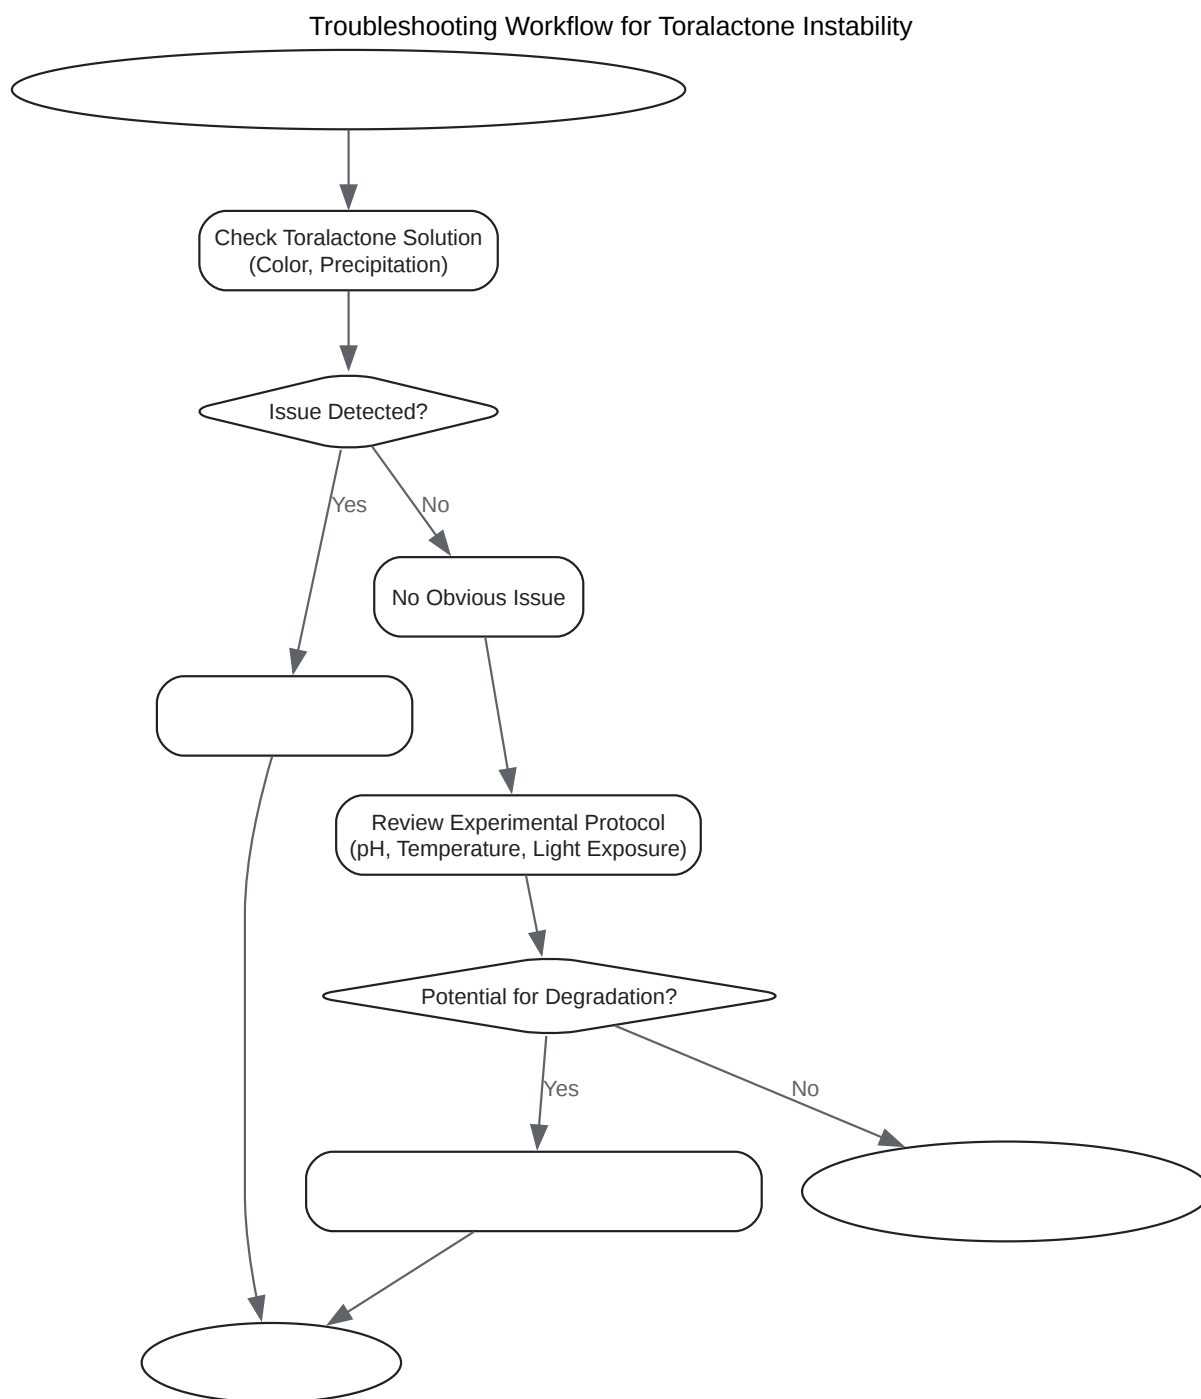 Troubleshooting Workflow for Toralactone Instability
Check Toralactone Solution
(Color, Precipitation)
Issue Detected?
Yes
No
No Obvious Issue
Review Experimental Protocol
(pH, Temperature, Light Exposure)
Potential for Degradation?
Yes
No